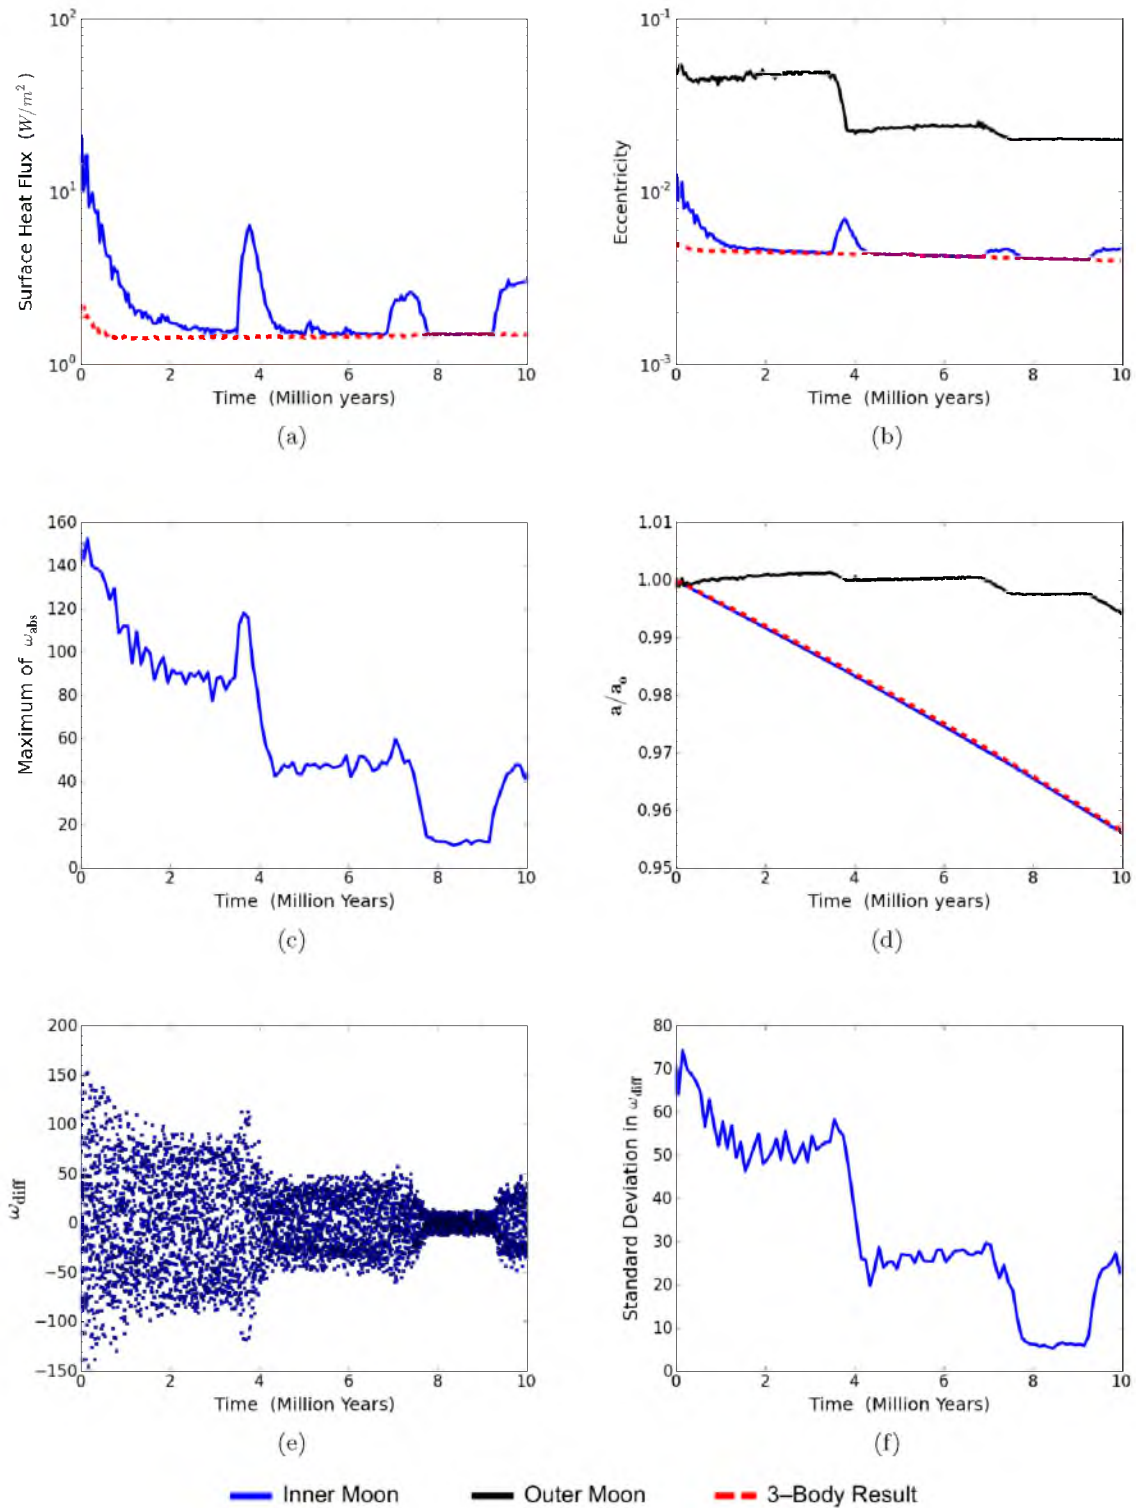 10^2
10^1
10^0
Surface Heat Flux (W/m^2)
0 2 4 6 8 10
Time (Million years)
(a)
10^-1
10^-2
10^-3
Eccentricity
0 2 4 6 8 10
Time (Million years)
(b)
160
140
120
100
80
60
40
20
0
Maximum of ω_abs
0 2 4 6 8 10
Time (Million Years)
(c)
1.01
1.00
0.99
0.98
0.97
0.96
0.95
a/a_o
0 2 4 6 8 10
Time (Million years)
(d)
200
150
100
50
0
−50
−100
−150
ω_diff
0 2 4 6 8 10
Time (Million Years)
(e)
80
70
60
50
40
30
20
10
0
Standard Deviation in ω_diff
0 2 4 6 8 10
Time (Million Years)
(f)
Inner Moon Outer Moon 3–Body Result